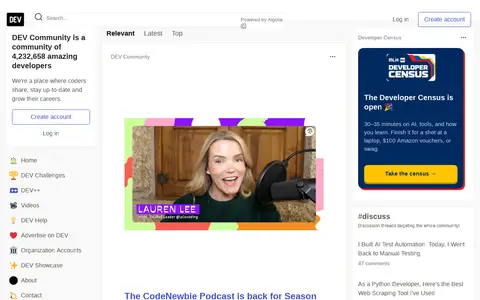 DEV
Search...
Powered by Algolia
Log in
Create account
DEV Community is a
community of
4,232,658 amazing
developers
We're a place where coders
share, stay up-to-date and
grow their careers.
Create account
Log in
Home
DEV Challenges
DEV++
Videos
DEV Help
Advertise on DEV
Organization Accounts
DEV Showcase
About
Contact
Relevant
Latest
Top
DEV Community
LAUREN LEE
The CodeNewbie Podcast is back for Season
Developer Census
MLH
DEV
DEVELOPER
CENSUS
The Developer Census is
open
30–35 minutes on AI, tools, and how
you learn. Finish it for a shot at a
laptop, $100 Amazon vouchers, or
swag.
Take the census →
#discuss
Discussion threads targeting the whole community
I Built AI Test Automation. Today, I Went
Back to Manual Testing
47 comments
As a Python Developer, Here's the Best
Web Scraping Tool I've Used